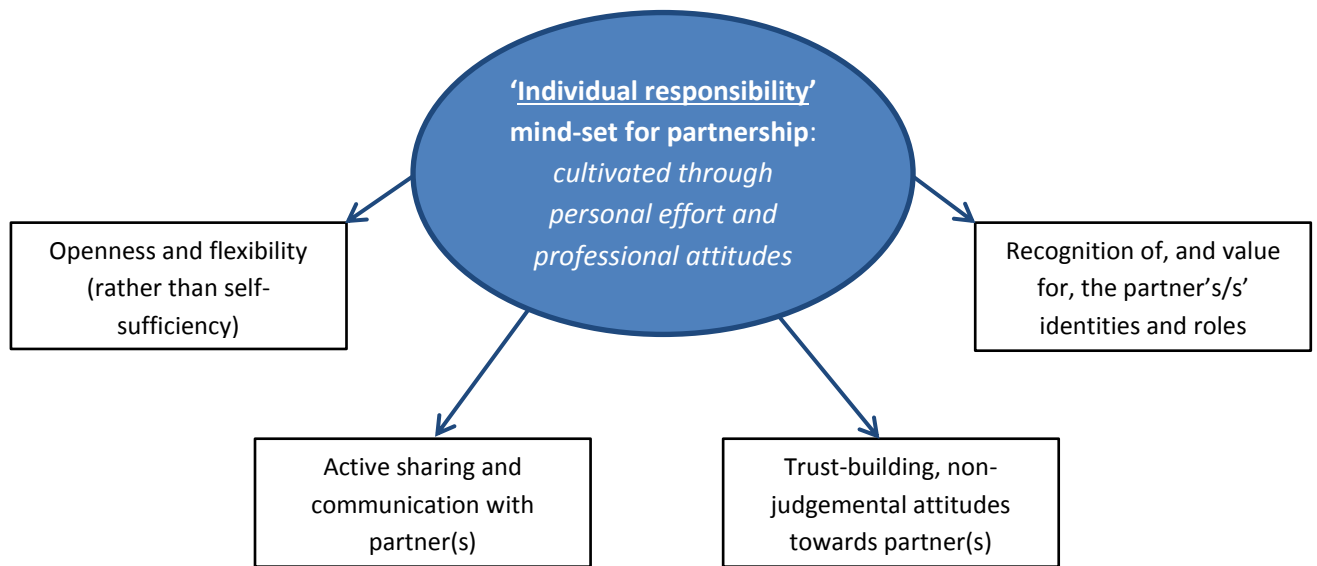 ‘Individual responsibility’
mind-set for partnership:
cultivated through
personal effort and
professional attitudes
Openness and flexibility
(rather than self-
sufficiency)
Recognition of, and value
for, the partner’s/s’
identities and roles
Active sharing and
communication with
partner(s)
Trust-building, non-
judgemental attitudes
towards partner(s)